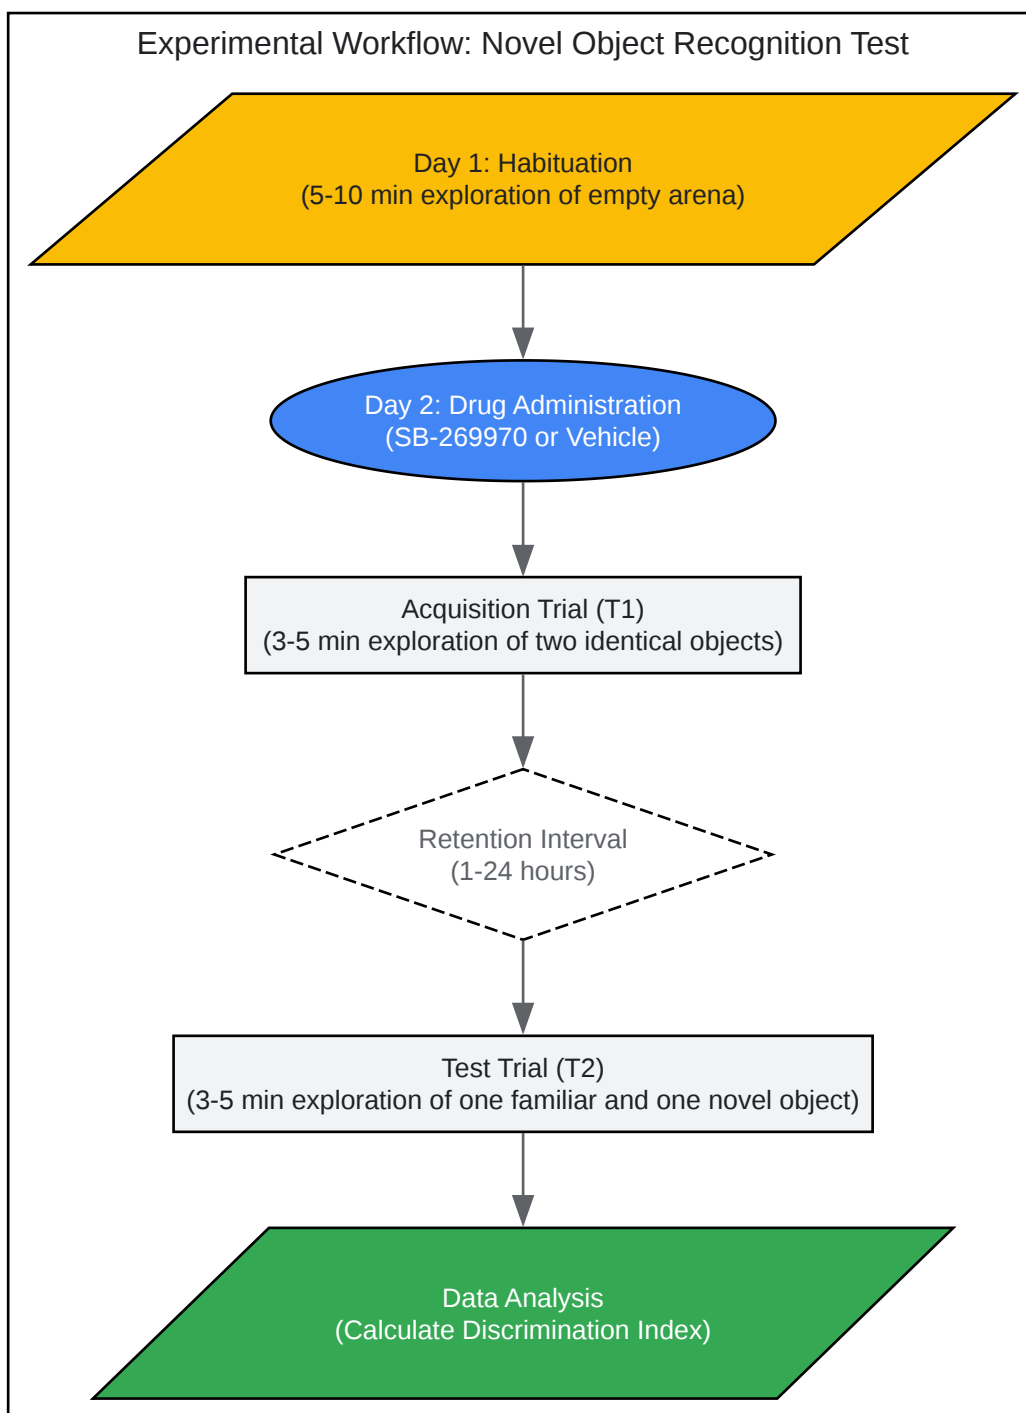 Experimental Workflow: Novel Object Recognition Test
Day 1: Habituation
(5-10 min exploration of empty arena)
Day 2: Drug Administration
(SB-269970 or Vehicle)
Acquisition Trial (T1)
(3-5 min exploration of two identical objects)
Retention Interval
(1-24 hours)
Test Trial (T2)
(3-5 min exploration of one familiar and one novel object)
Data Analysis
(Calculate Discrimination Index)